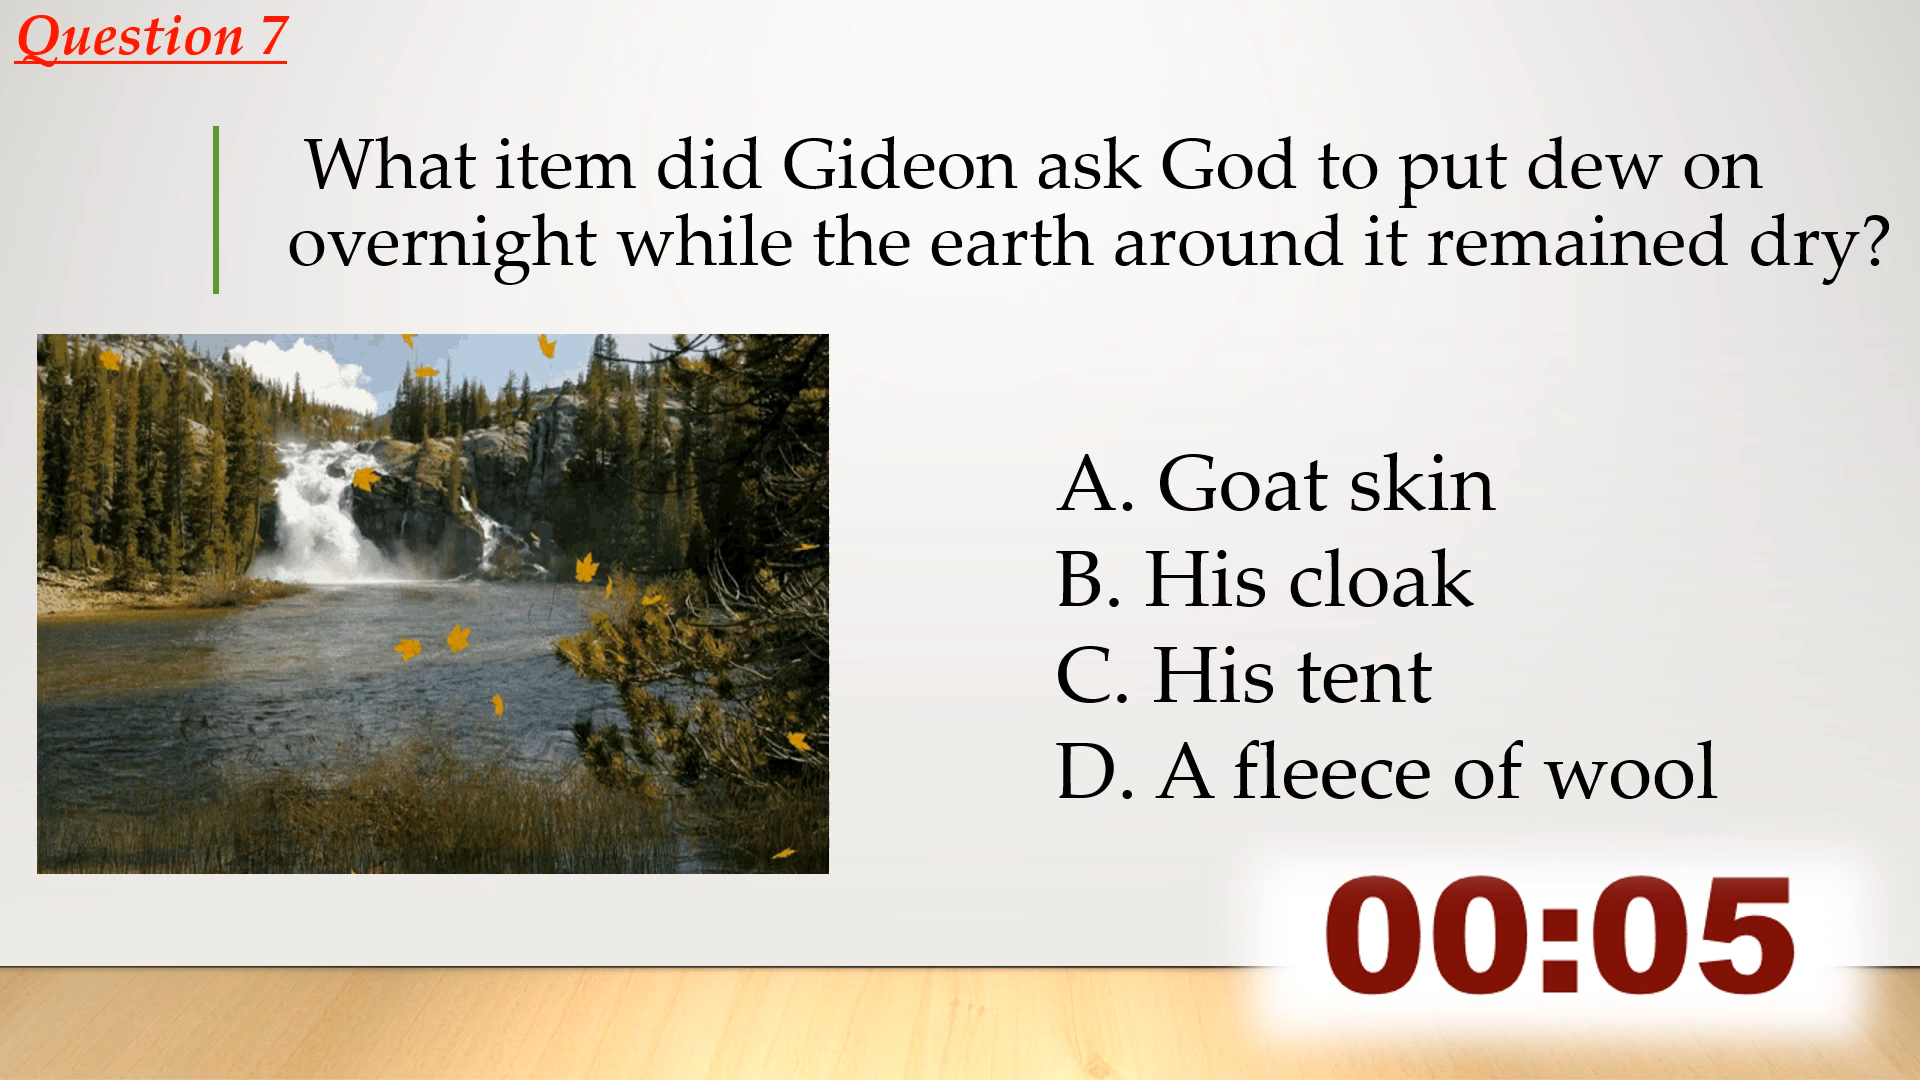 Question 7
What item did Gideon ask God to put dew on
overnight while the earth around it remained dry?
A. Goat skin
B. His cloak
C. His tent
D. A fleece of wool
00:05